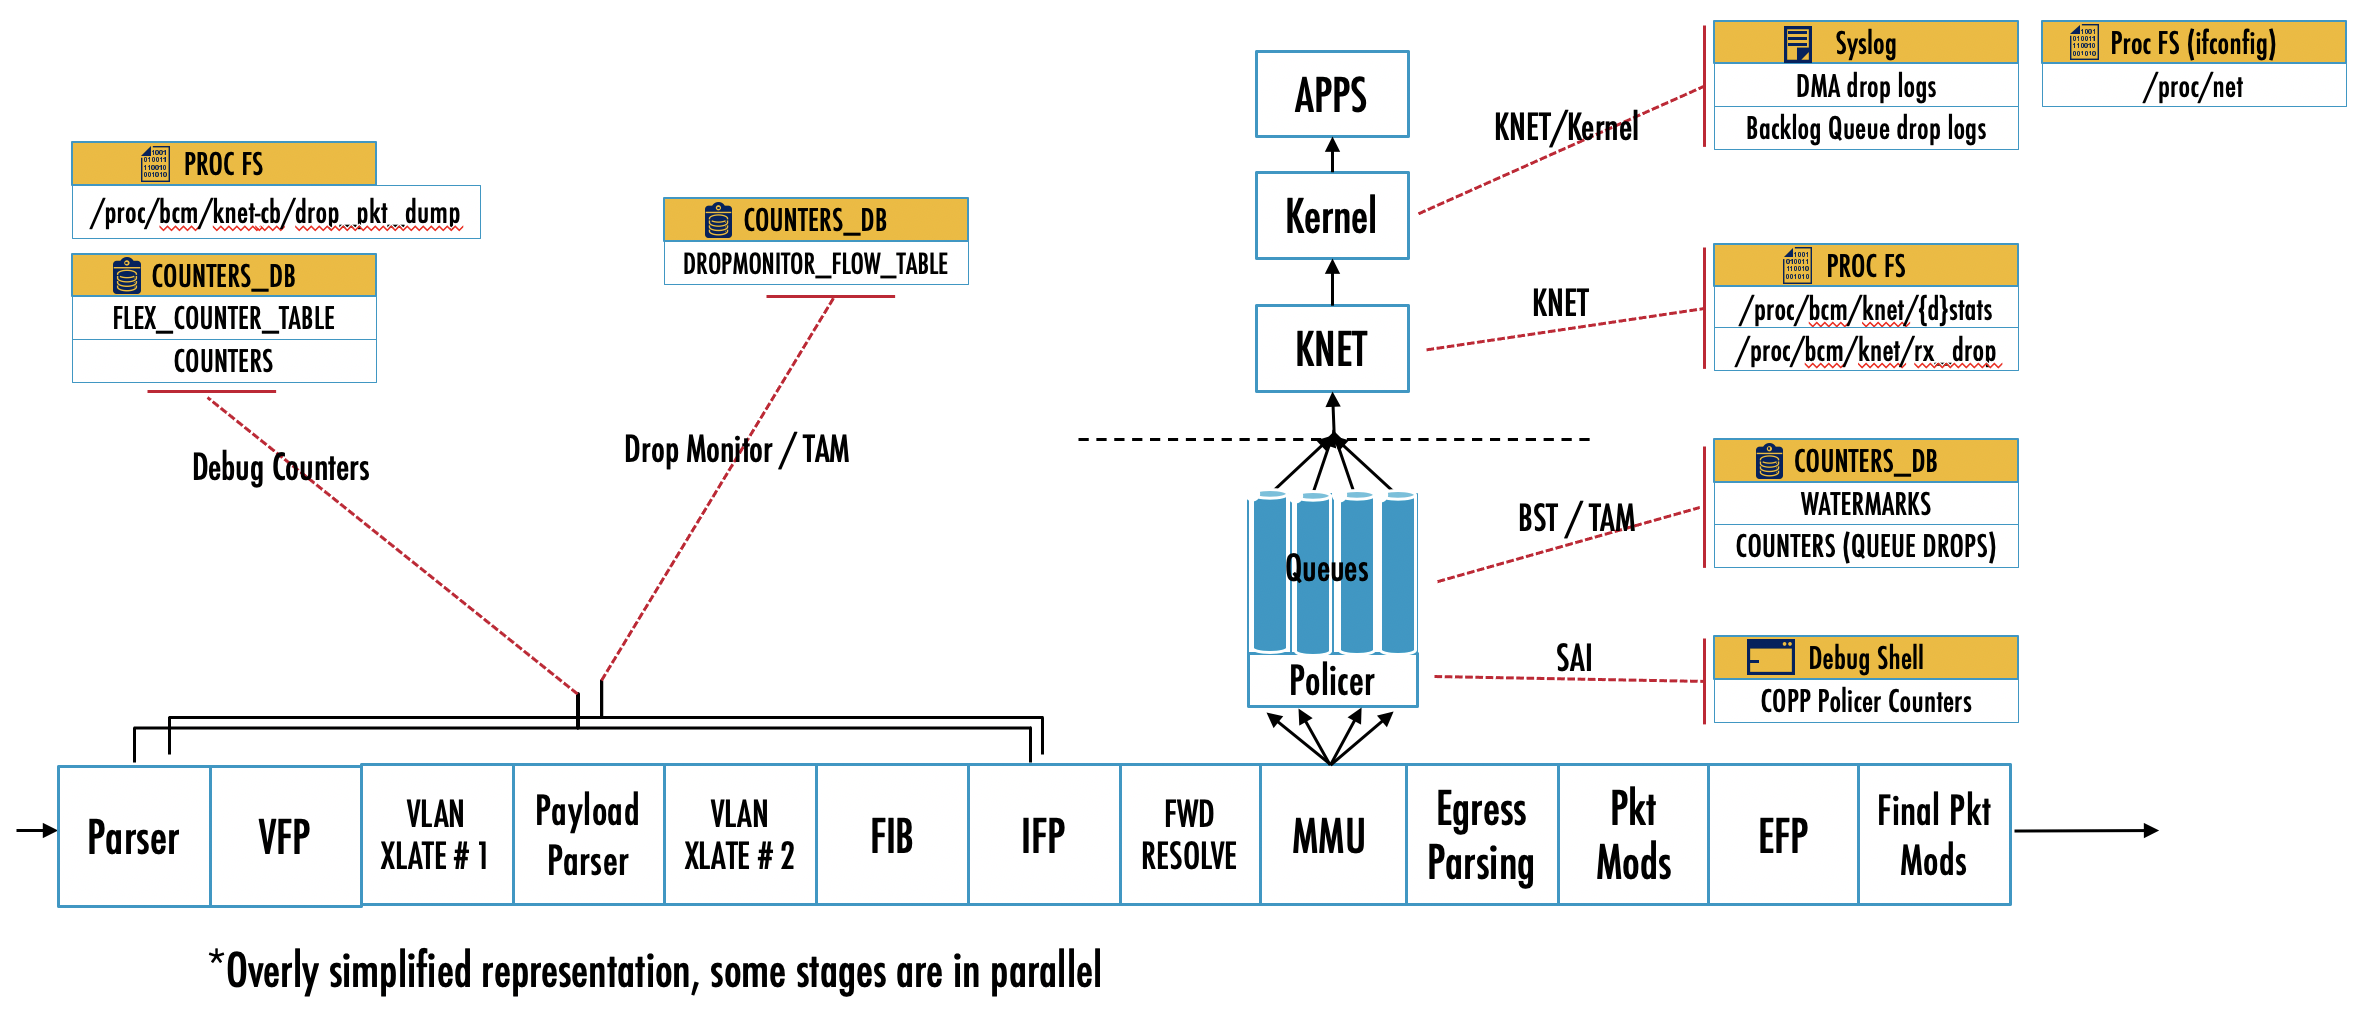 Syslog
DMA drop logs
Backlog Queue drop logs
Proc FS (ifconfig)
/proc/net
APPS
KNET/Kernel
PROC FS
/proc/bcm/knet-cb/drop_pkt_dump
COUNTERS_DB
FLEX_COUNTER_TABLE
COUNTERS
COUNTERS_DB
DROPMONITOR_FLOW_TABLE
Kernel
KNET
KNET
PROC FS
/proc/bcm/knet/{d}stats
/proc/bcm/knet/rx_drop
Debug Counters
Drop Monitor / TAM
COUNTERS_DB
WATERMARKS
COUNTERS (QUEUE DROPS)
BST / TAM
Queues
SAI
Policer
Debug Shell
COPP Policer Counters
Parser
VFP
VLAN
XLATE # 1
Payload
Parser
VLAN
XLATE # 2
FIB
IFP
FWD
RESOLVE
MMU
Egress
Parsing
Pkt
Mods
EFP
Final Pkt
Mods
*Overly simplified representation, some stages are in parallel